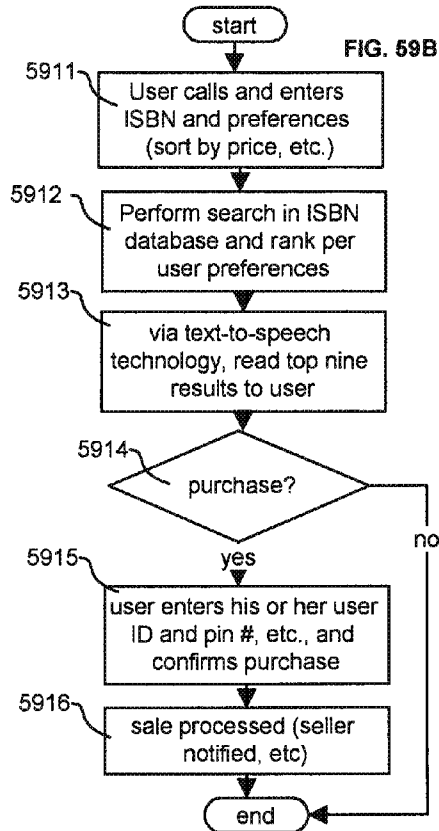 start
FIG. 59B
5911
User calls and enters
ISBN and preferences
(sort by price, etc.)
5912
Perform search in ISBN
database and rank per
user preferences
5913
via text-to-speech
technology, read top nine
results to user
5914
purchase?
no
yes
5915
user enters his or her user
ID and pin #, etc., and
confirms purchase
5916
sale processed (seller
notified, etc)
end